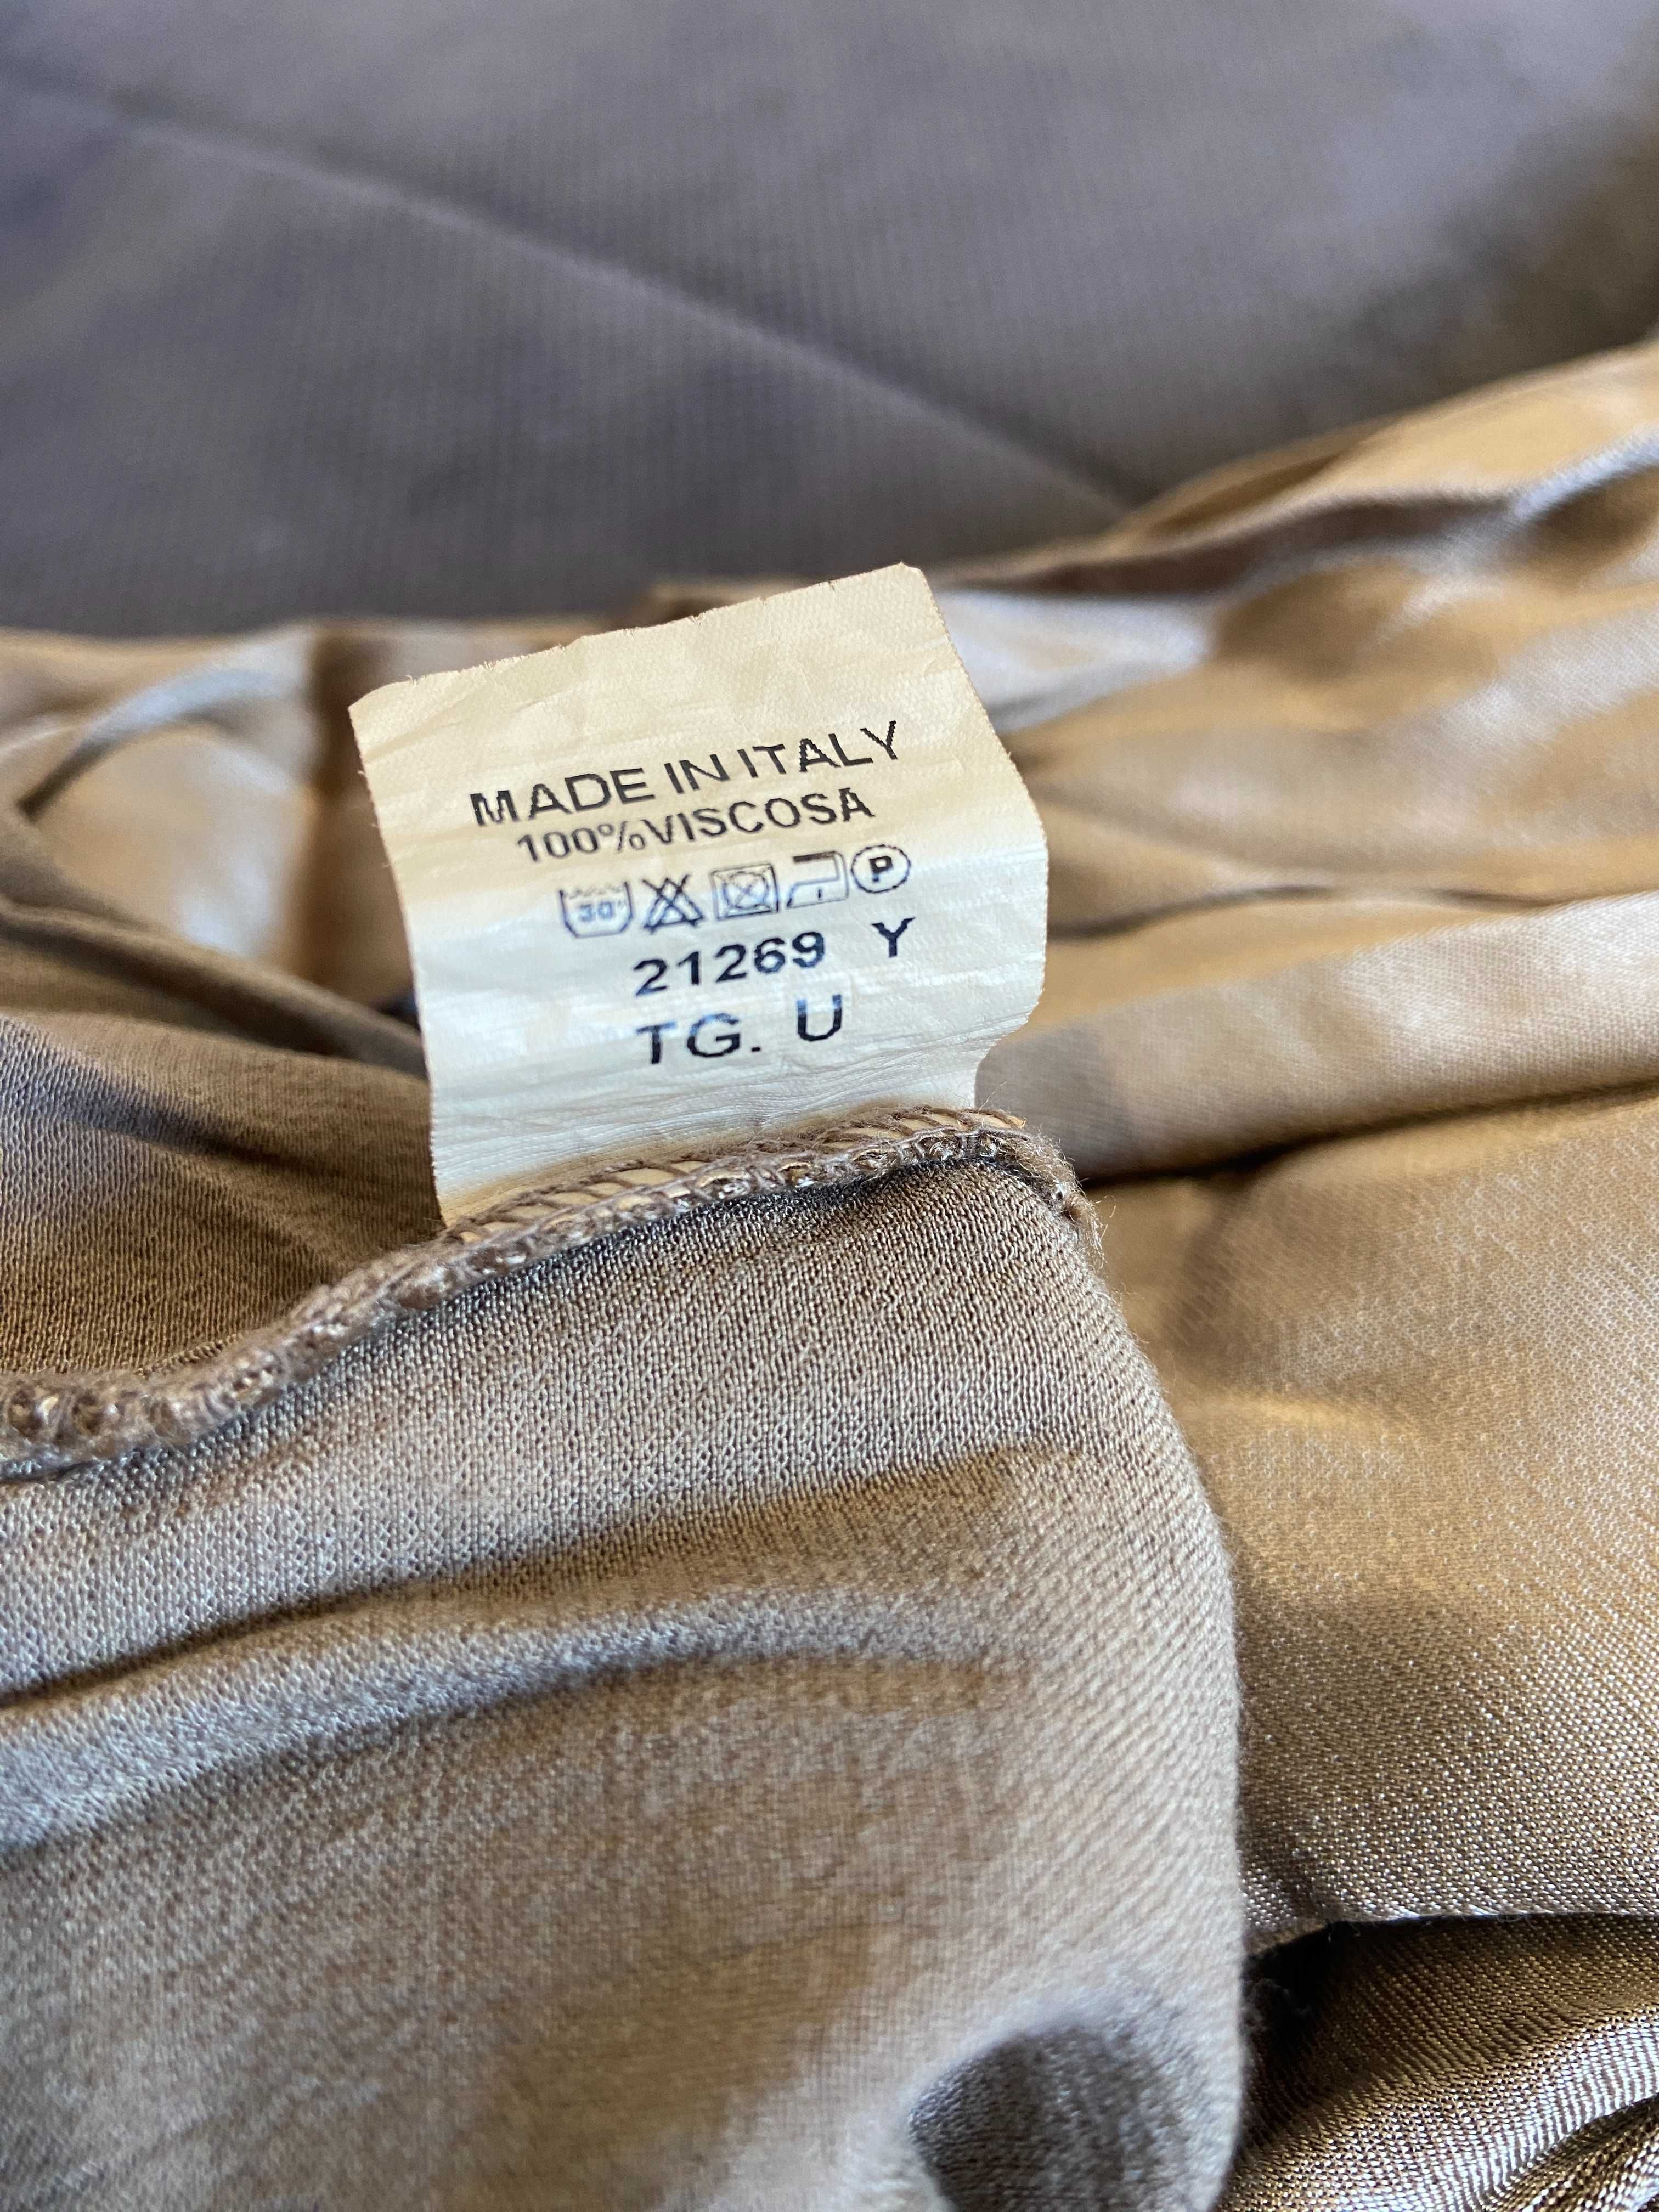 MADE IN ITALY
100%VISCOSA
30° P
21269 Y
TG. U